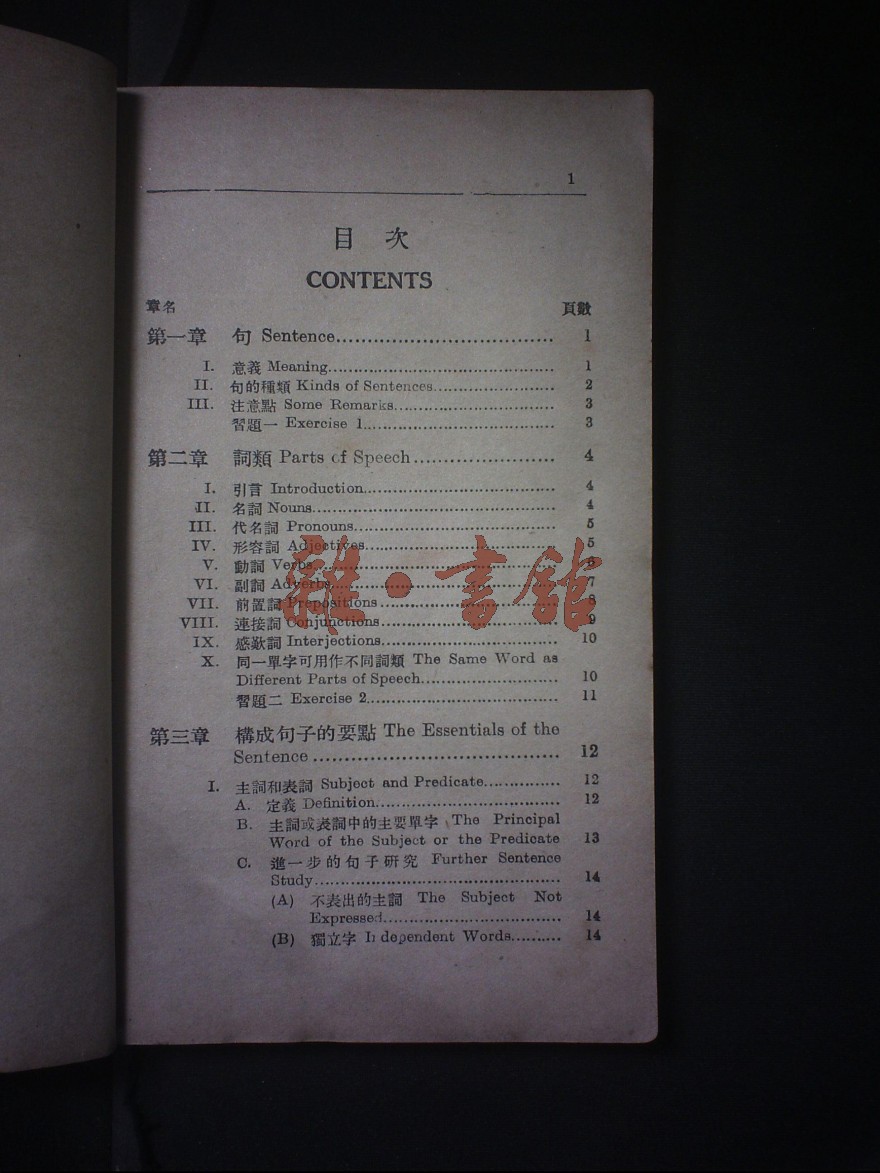 1
目 次
CONTENTS
章名 頁數
第一章 句 Sentence 1
I. 意義 Meaning 1
II. 句的種類 Kinds of Sentences 2
III. 注意點 Some Remarks 3
習題一 Exercise 1 3
第二章 詞類 Parts of Speech 4
I. 引言 Introduction 4
II. 名詞 Nouns 4
III. 代名詞 Pronouns 5
IV. 形容詞 Adjectives 5
V. 動詞 Verbs 6
VI. 副詞 Adverbs 7
VII. 前置詞 Prepositions 8
VIII. 連接詞 Conjunctions 9
IX. 感歎詞 Interjections 10
X. 同一單字可用作不同詞類 The Same Word as
Different Parts of Speech 10
習題二 Exercise 2 11
第三章 構成句子的要點 The Essentials of the
Sentence 12
I. 主詞和表詞 Subject and Predicate 12
A. 定義 Definition 12
B. 主詞或表詞中的主要單字 The Principal
Word of the Subject or the Predicate 13
C. 進一步的句子研究 Further Sentence
Study 14
(A) 不表出的主詞 The Subject Not
Expressed 14
(B) 獨立字 Independent Words 14
雜·書館